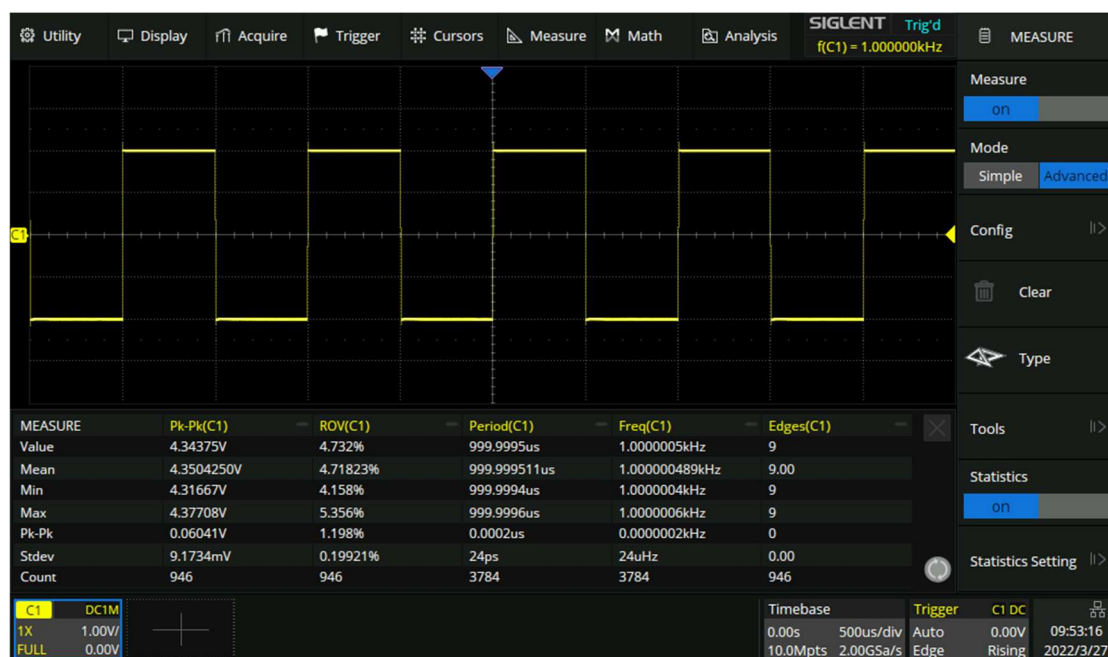 Utility Display Acquire Trigger Cursors Measure Math Analysis SIGLENT Trig'd MEASURE
f(C1) = 1.000000kHz
Measure
on
Mode
Simple Advanced
C1
Config
Clear
Type
MEASURE Pk-Pk(C1) ROV(C1) Period(C1) Freq(C1) Edges(C1)
Value 4.34375V 4.732% 999.9995us 1.0000005kHz 9
Mean 4.3504250V 4.71823% 999.999511us 1.000000489kHz 9.00
Min 4.31667V 4.158% 999.9994us 1.0000004kHz 9
Max 4.37708V 5.356% 999.9996us 1.0000006kHz 9
Pk-Pk 0.06041V 1.198% 0.0002us 0.0000002kHz 0
Stdev 9.1734mV 0.19921% 24ps 24uHz 0.00
Count 946 946 3784 3784 946
Tools
Statistics
on
Statistics Setting
C1 DC1M
1X 1.00V/
FULL 0.00V
Timebase
0.00s 500us/div
10.0Mpts 2.00GSa/s
Trigger C1 DC
Auto 0.00V
Edge Rising
09:53:16
2022/3/27